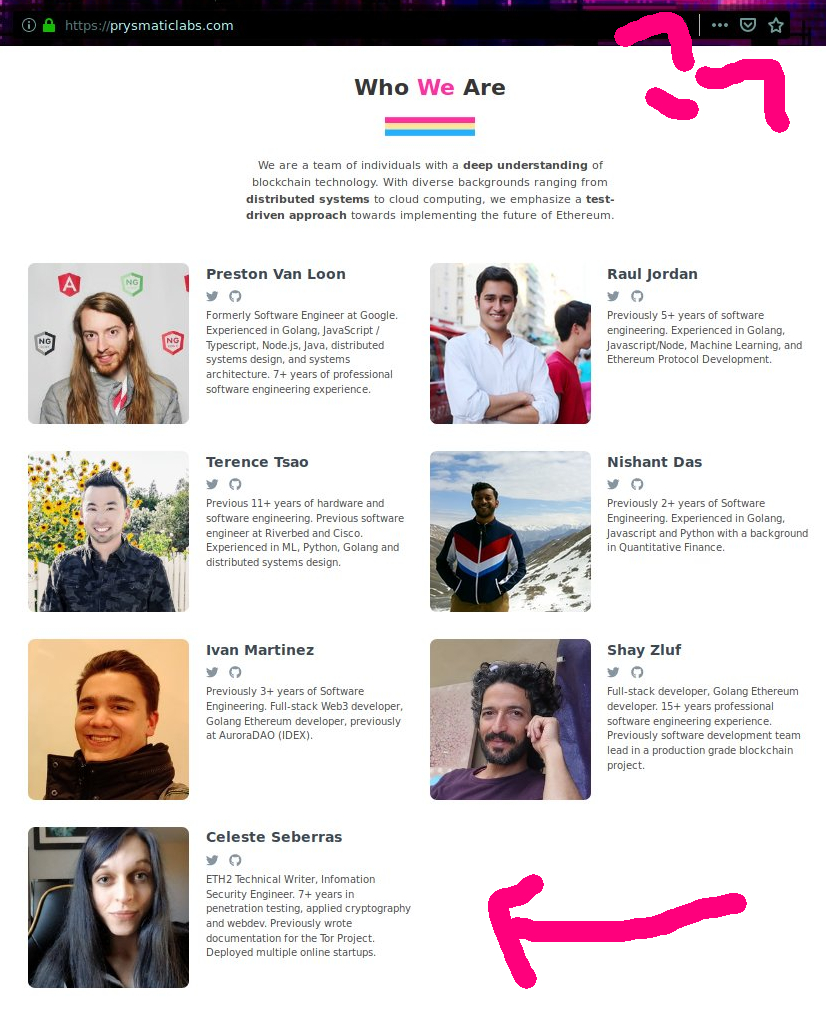 https://prysmaticlabs.com
Who We Are
We are a team of individuals with a deep understanding of
blockchain technology. With diverse backgrounds ranging from
distributed systems to cloud computing, we emphasize a test-
driven approach towards implementing the future of Ethereum.
Preston Van Loon
Formerly Software Engineer at Google.
Experienced in Golang, JavaScript /
Typescript, Node.js, Java, distributed
systems design, and systems
architecture. 7+ years of professional
software engineering experience.
A
NG
NG
NG
Raul Jordan
Previously 5+ years of software
engineering. Experienced in Golang,
Javascript/Node, Machine Learning, and
Ethereum Protocol Development.
Terence Tsao
Previous 11+ years of hardware and
software engineering. Previous software
engineer at Riverbed and Cisco.
Experienced in ML, Python, Golang and
distributed systems design.
Nishant Das
Previously 2+ years of Software
Engineering. Experienced in Golang,
Javascript and Python with a background
in Quantitative Finance.
Ivan Martinez
Previously 3+ years of Software
Engineering. Full-stack Web3 developer,
Golang Ethereum developer, previously
at AuroraDAO (IDEX).
Shay Zluf
Full-stack developer, Golang Ethereum
developer. 15+ years professional
software engineering experience.
Previously software development team
lead in a production grade blockchain
project.
Celeste Seberras
ETH2 Technical Writer, Infomation
Security Engineer. 7+ years in
penetration testing, applied cryptography
and webdev. Previously wrote
documentation for the Tor Project.
Deployed multiple online startups.